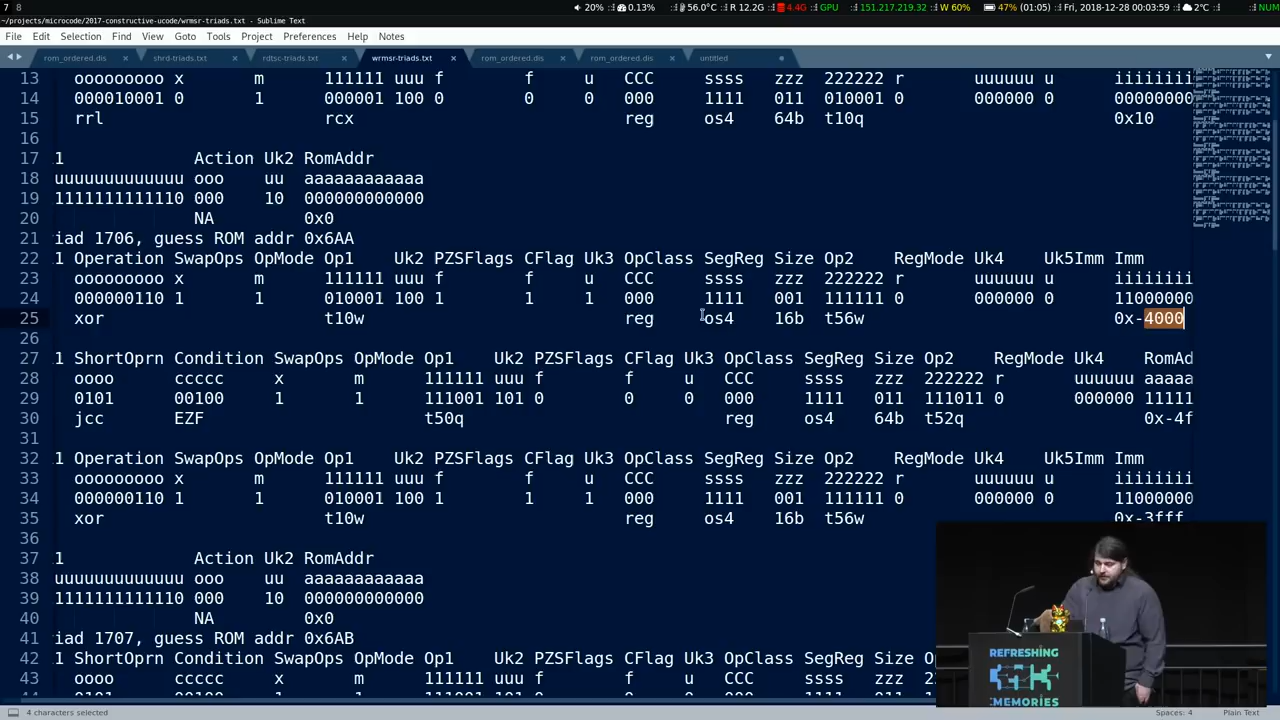 7 8 20% 0.13% 56.0°C R 12.2G 4.4G GPU 151.217.219.32 W 60% 47% (01:05) Fri, 2018-12-28 00:03:59 2°C NUM
~/projects/microcode/2017-constructive-ucode/wrmsr-triads.txt - Sublime Text
File Edit Selection Find View Goto Tools Project Preferences Help Notes
rom_ordered.dis shrd-triads.txt rdtsc-triads.txt wrmsr-triads.txt rom_ordered.dis rom_ordered.dis untitled
13 ooooooooo x m 111111 uuu f f u CCC ssss zzz 222222 r uuuuuu u iiiiiiii
14 000010001 0 1 000001 100 0 0 0 000 1111 011 010001 0 000000 0 00000000
15 rrl rcx reg os4 64b t10q 0x10
16
17 1 Action Uk2 RomAddr
18 uuuuuuuuuuuuu ooo uu aaaaaaaaaaaa
19 1111111111110 000 10 000000000000
20 NA 0x0
21 iad 1706, guess ROM addr 0x6AA
22 1 Operation SwapOps OpMode Op1 Uk2 PZSFlags CFlag Uk3 OpClass SegReg Size Op2 RegMode Uk4 Uk5Imm Imm
23 ooooooooo x m 111111 uuu f f u CCC ssss zzz 222222 r uuuuuu u iiiiiiii
24 000000110 1 1 010001 100 1 1 1 000 1111 001 111111 0 000000 0 11000000
25 xor t10w reg os4 16b t56w 0x-4000
26
27 1 ShortOprn Condition SwapOps OpMode Op1 Uk2 PZSFlags CFlag Uk3 OpClass SegReg Size Op2 RegMode Uk4 RomAd
28 oooo ccccc x m 111111 uuu f f u CCC ssss zzz 222222 r uuuuuu aaaaa
29 0101 00100 1 1 111001 101 0 0 0 000 1111 011 111011 0 000000 11111
30 jcc EZF t50q reg os4 64b t52q 0x-4f
31
32 1 Operation SwapOps OpMode Op1 Uk2 PZSFlags CFlag Uk3 OpClass SegReg Size Op2 RegMode Uk4 Uk5Imm Imm
33 ooooooooo x m 111111 uuu f f u CCC ssss zzz 222222 r uuuuuu u iiiiiiii
34 000000110 1 1 010001 100 1 1 1 000 1111 001 111111 0 000000 0 11000000
35 xor t10w reg os4 16b t56w 0x-3fff
36
37 1 Action Uk2 RomAddr
38 uuuuuuuuuuuuu ooo uu aaaaaaaaaaaa
39 1111111111110 000 10 000000000000
40 NA 0x0
41 iad 1707, guess ROM addr 0x6AB
42 1 ShortOprn Condition SwapOps OpMode Op1 Uk2 PZSFlags CFlag Uk3 OpClass SegReg Size Op2
43 oooo ccccc x m 111111 uuu f f u CCC ssss zzz 2
REFRESHING
MEMORIES
4 characters selected Spaces: 4 Plain Text